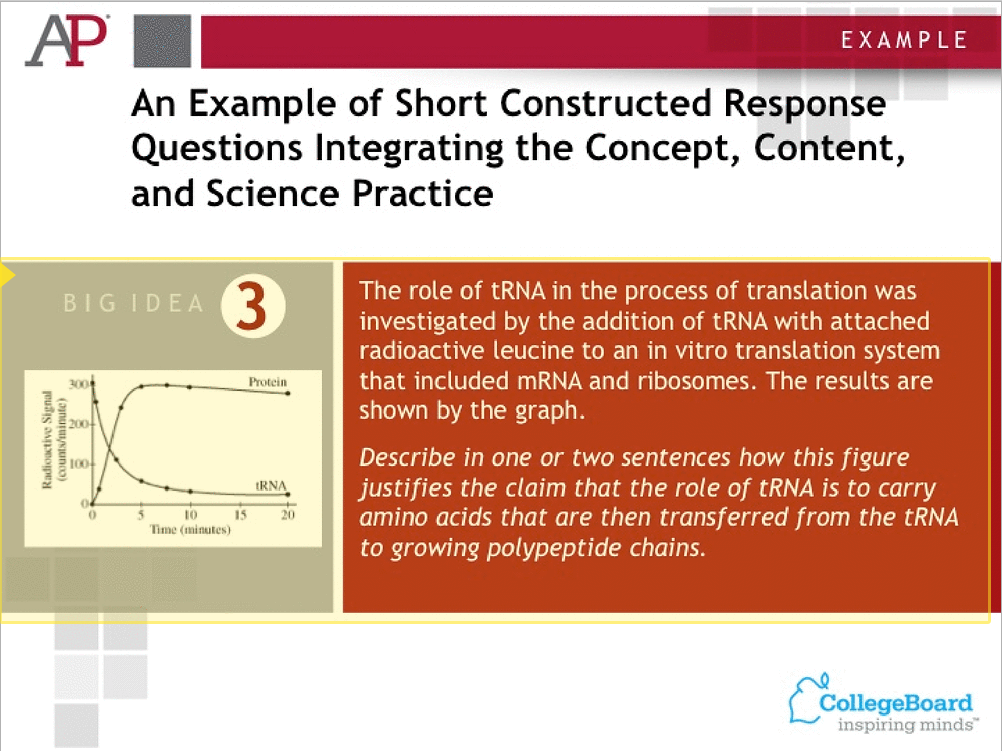 AP®
EXAMPLE
An Example of Short Constructed Response
Questions Integrating the Concept, Content,
and Science Practice
BIG IDEA 3
Radioactive Signal
(counts/minute)
300
200
100
0
Protein
tRNA
0 5 10 15 20
Time (minutes)
The role of tRNA in the process of translation was
investigated by the addition of tRNA with attached
radioactive leucine to an in vitro translation system
that included mRNA and ribosomes. The results are
shown by the graph.
Describe in one or two sentences how this figure
justifies the claim that the role of tRNA is to carry
amino acids that are then transferred from the tRNA
to growing polypeptide chains.
CollegeBoard
inspiring minds™